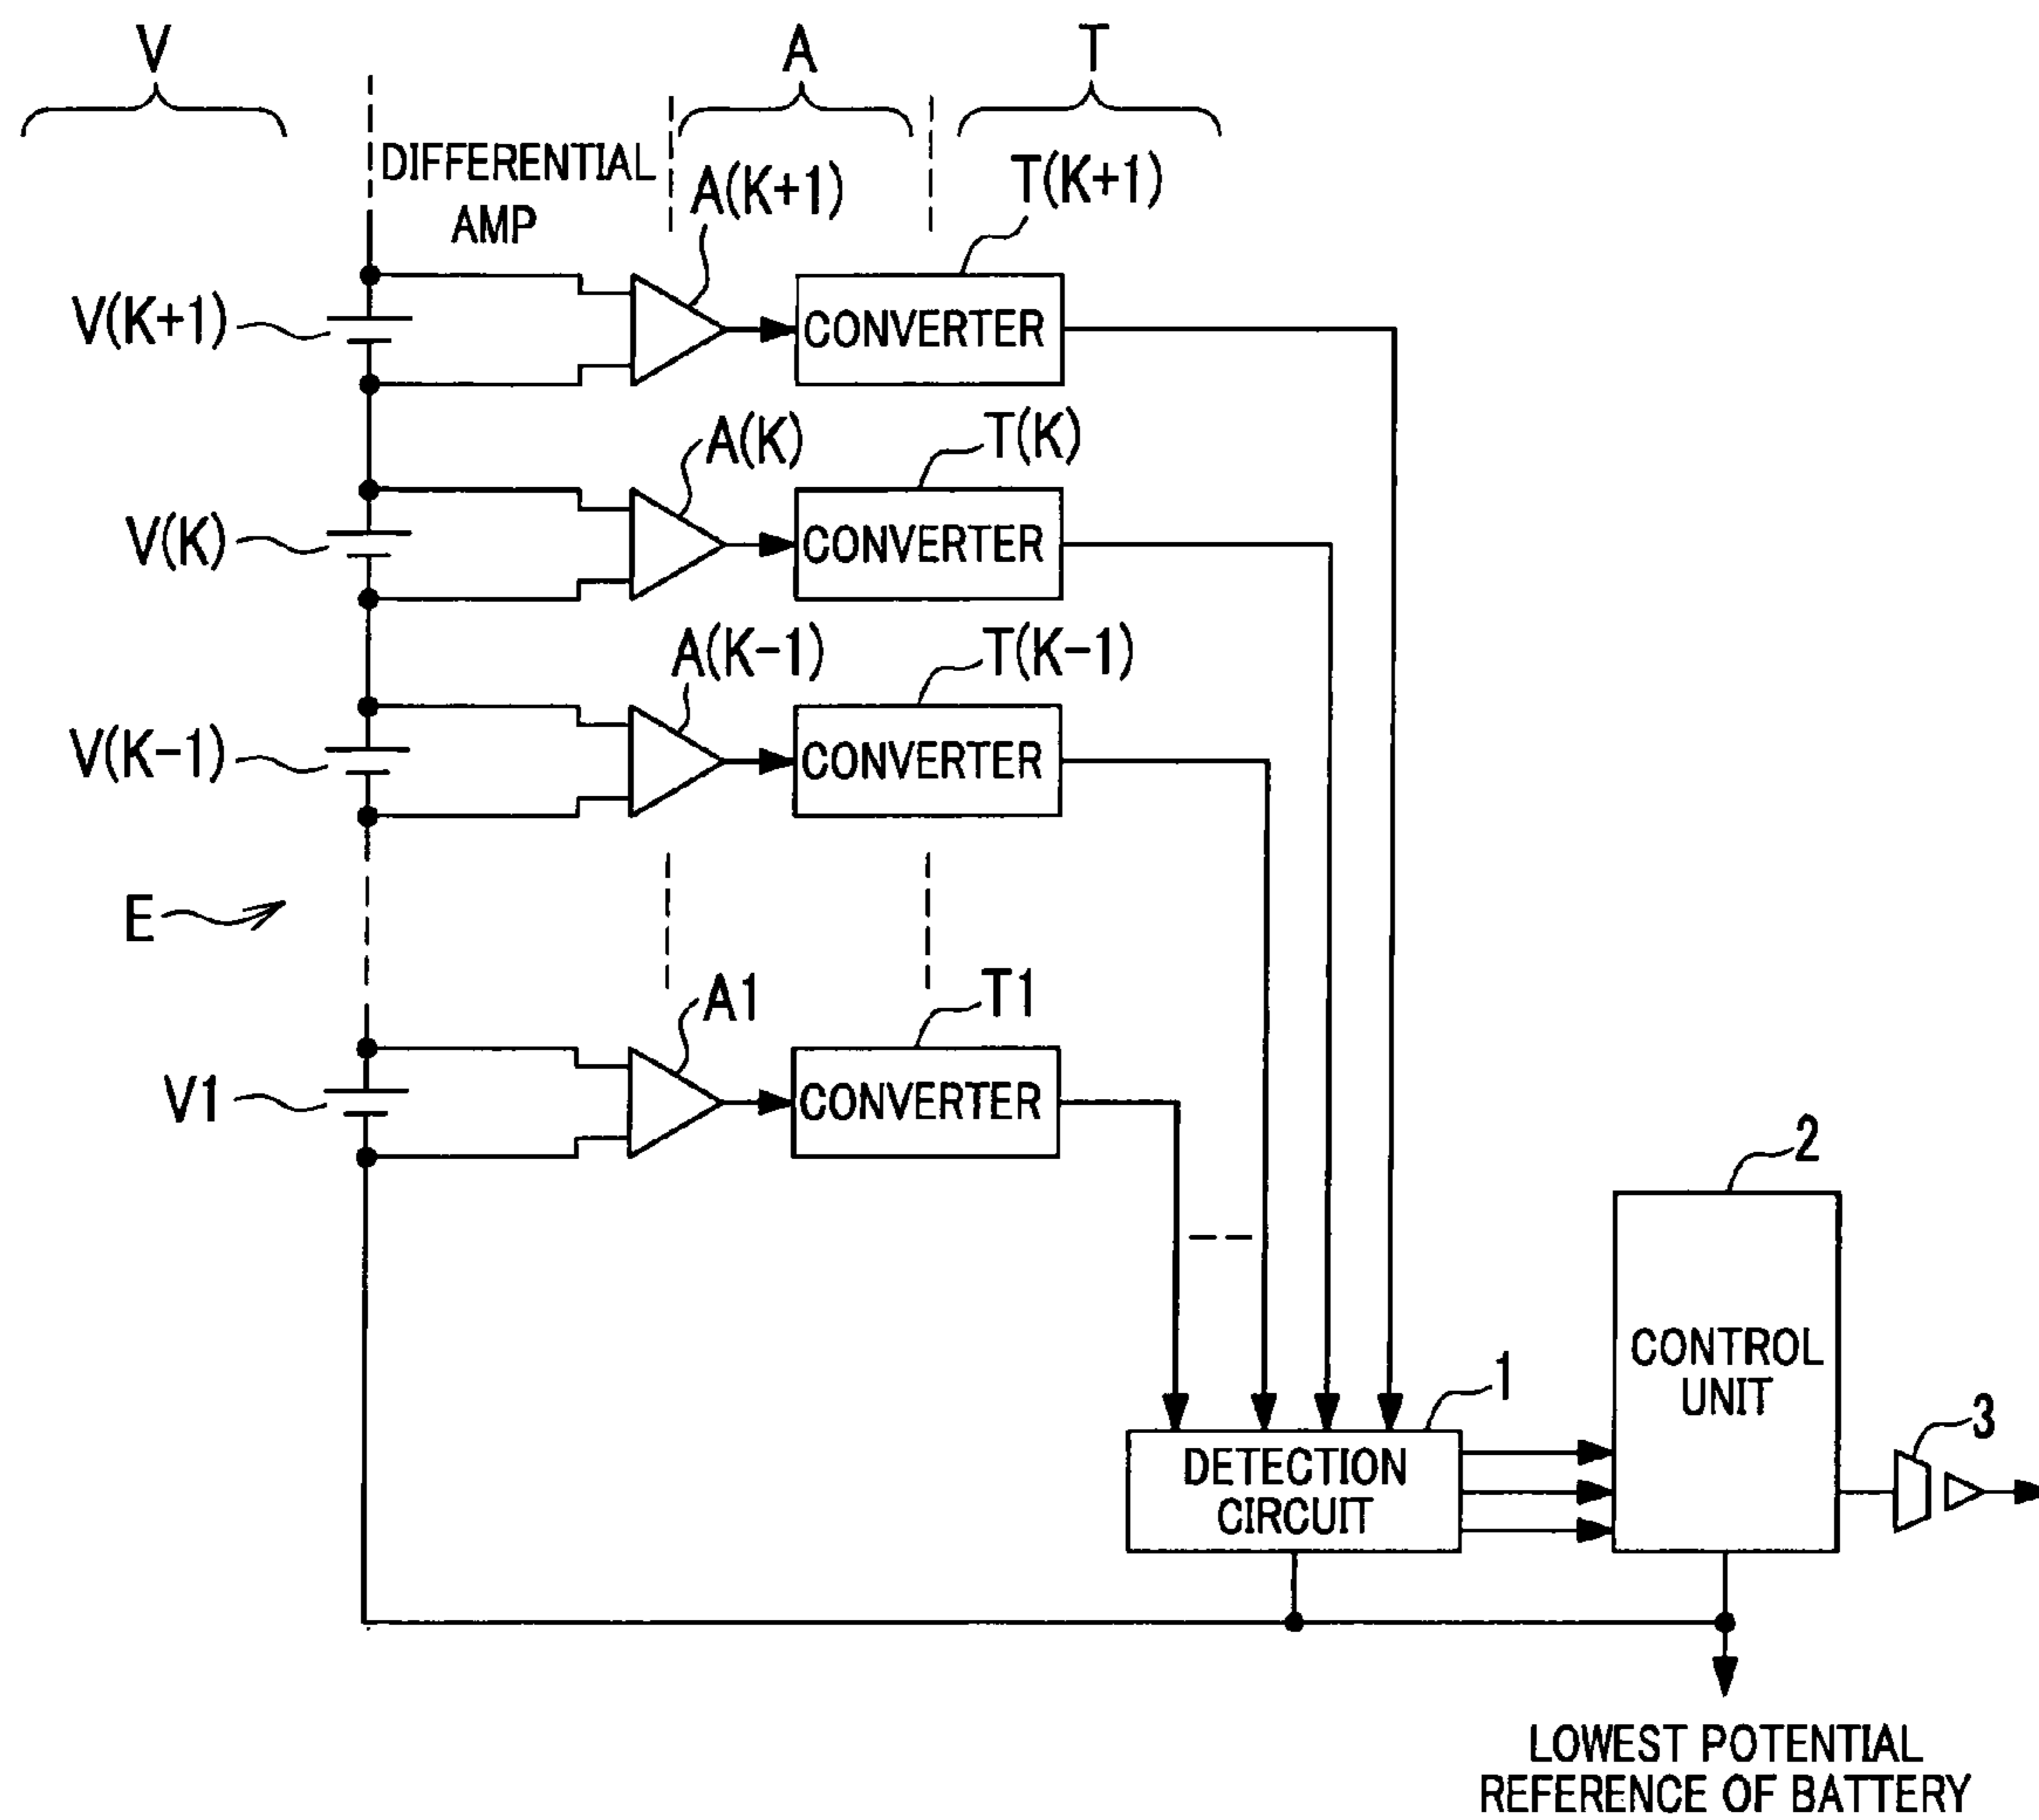 V
A
T
DIFFERENTIAL
AMP
A(K+1)
T(K+1)
V(K+1)
CONVERTER
A(K)
T(K)
V(K)
CONVERTER
A(K-1)
T(K-1)
V(K-1)
CONVERTER
E
A1
T1
V1
CONVERTER
2
CONTROL
UNIT
1
3
DETECTION
CIRCUIT
LOWEST POTENTIAL
REFERENCE OF BATTERY